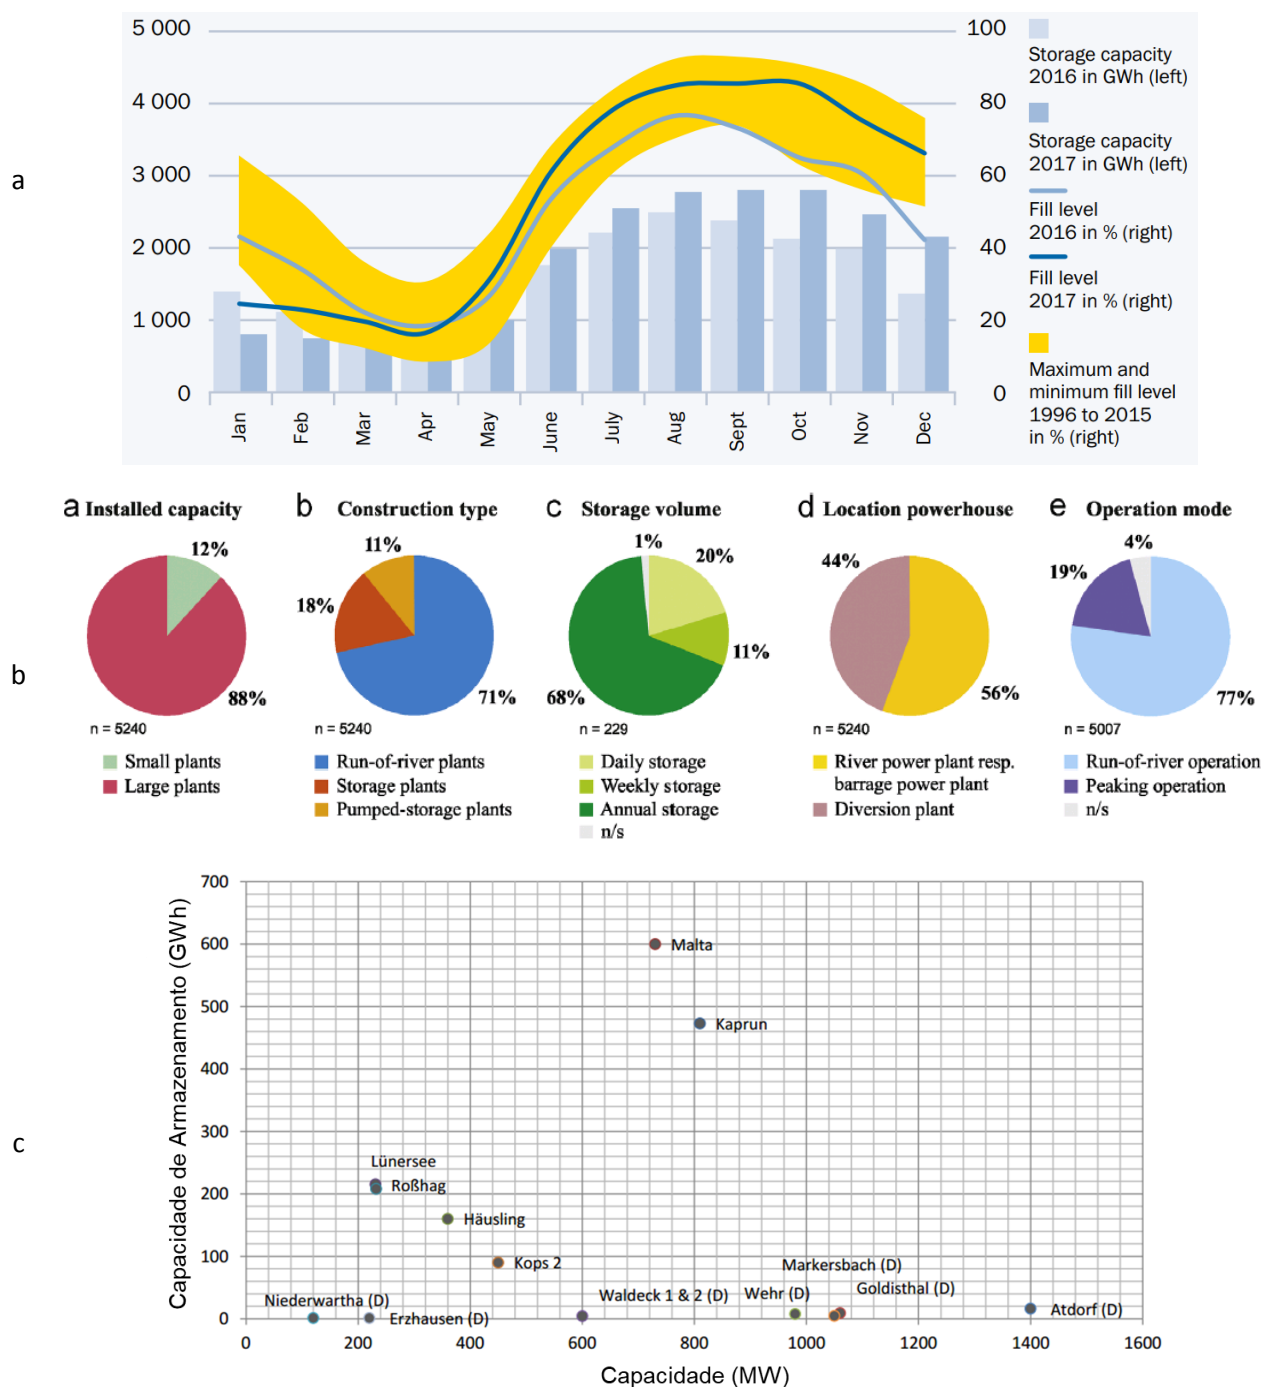 a
5 000
4 000
3 000
2 000
1 000
0
100
80
60
40
20
0
Jan
Feb
Mar
Apr
May
June
July
Aug
Sept
Oct
Nov
Dec
Storage capacity
2016 in GWh (left)
Storage capacity
2017 in GWh (left)
Fill level
2016 in % (right)
Fill level
2017 in % (right)
Maximum and
minimum fill level
1996 to 2015
in % (right)
b
a Installed capacity
12%
88%
n = 5240
Small plants
Large plants
b Construction type
11%
18%
71%
n = 5240
Run-of-river plants
Storage plants
Pumped-storage plants
c Storage volume
1%
20%
11%
68%
n = 229
Daily storage
Weekly storage
Annual storage
n/s
d Location powerhouse
44%
56%
n = 5240
River power plant resp.
barrage power plant
Diversion plant
e Operation mode
4%
19%
77%
n = 5007
Run-of-river operation
Peaking operation
n/s
c
Capacidade de Armazenamento (GWh)
700
600
500
400
300
200
100
0
Malta
Kaprun
Lünersee
Roßhag
Häusling
Kops 2
Markersbach (D)
Goldisthal (D)
Waldeck 1 & 2 (D)
Wehr (D)
Niederwartha (D)
Erzhausen (D)
Atdorf (D)
0
200
400
600
800
1000
1200
1400
1600
Capacidade (MW)